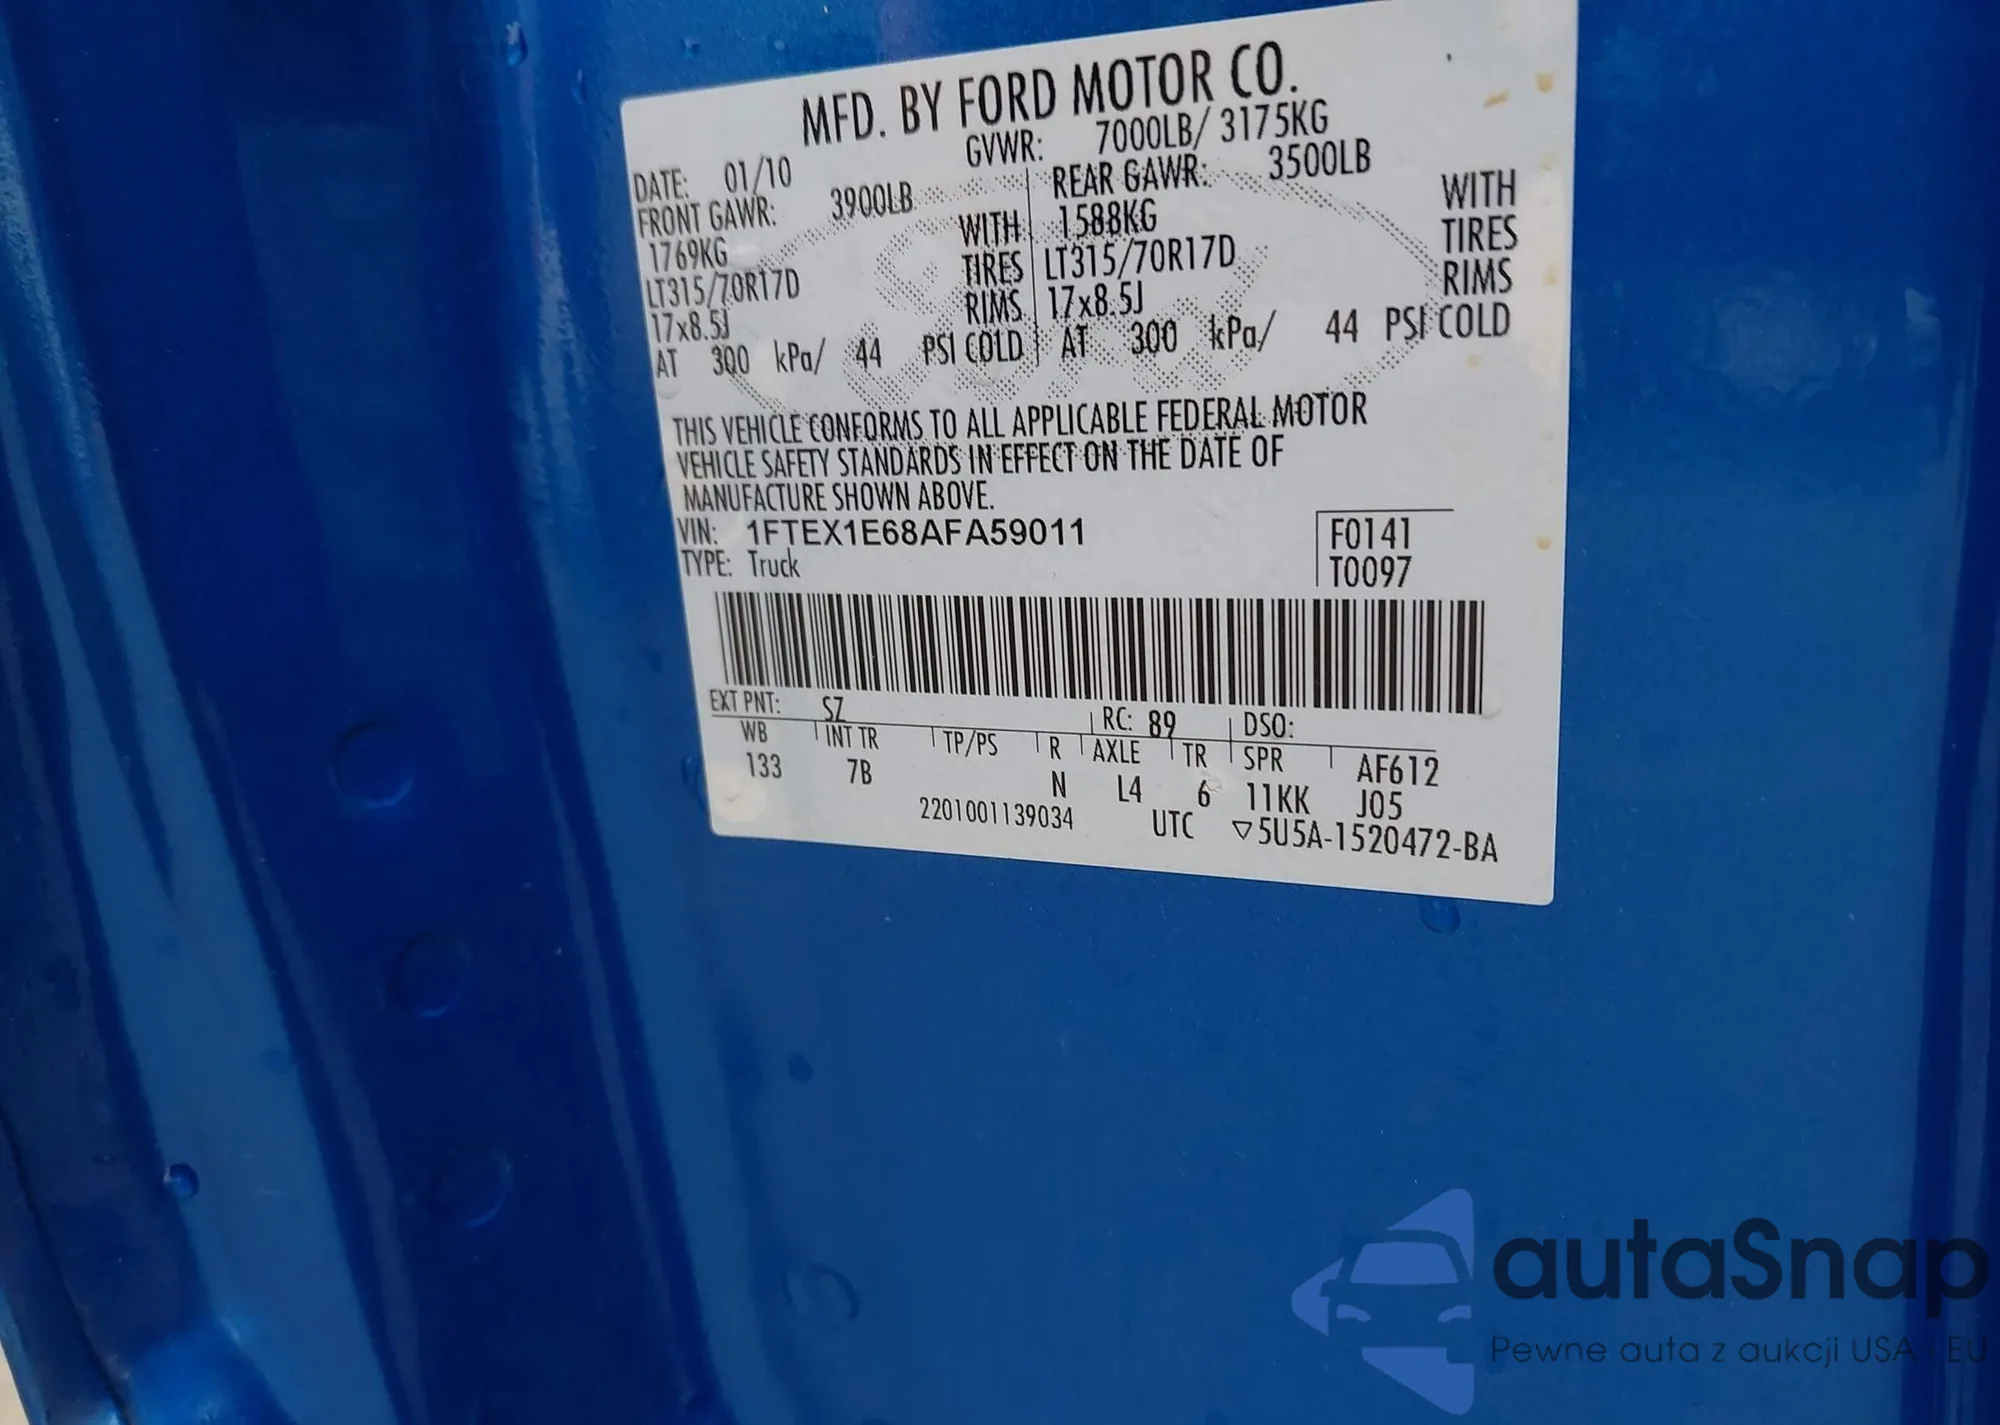 MFD. BY FORD MOTOR CO.
DATE: 01/10 GVWR: 7000LB/ 3175KG
FRONT GAWR: 3900LB REAR GAWR: 3500LB
1769KG WITH 1588KG WITH
LT315/70R17D TIRES LT315/70R17D TIRES
17x8.5J RIMS 17x8.5J RIMS
AT 300 kPa/ 44 PSI COLD AT 300 kPa/ 44 PSI COLD
THIS VEHICLE CONFORMS TO ALL APPLICABLE FEDERAL MOTOR
VEHICLE SAFETY STANDARDS IN EFFECT ON THE DATE OF
MANUFACTURE SHOWN ABOVE.
VIN: 1FTEX1E68AFA59011 F0141
TYPE: Truck T0097
EXT PNT: SZ RC: 89 DSO:
WB INT TR TP/PS R AXLE TR SPR AF612
133 7B N L4 6 11KK J05
2201001139034 UTC ▽5U5A-1520472-BA
autaSnap
Pewne auta z aukcji USA i EU